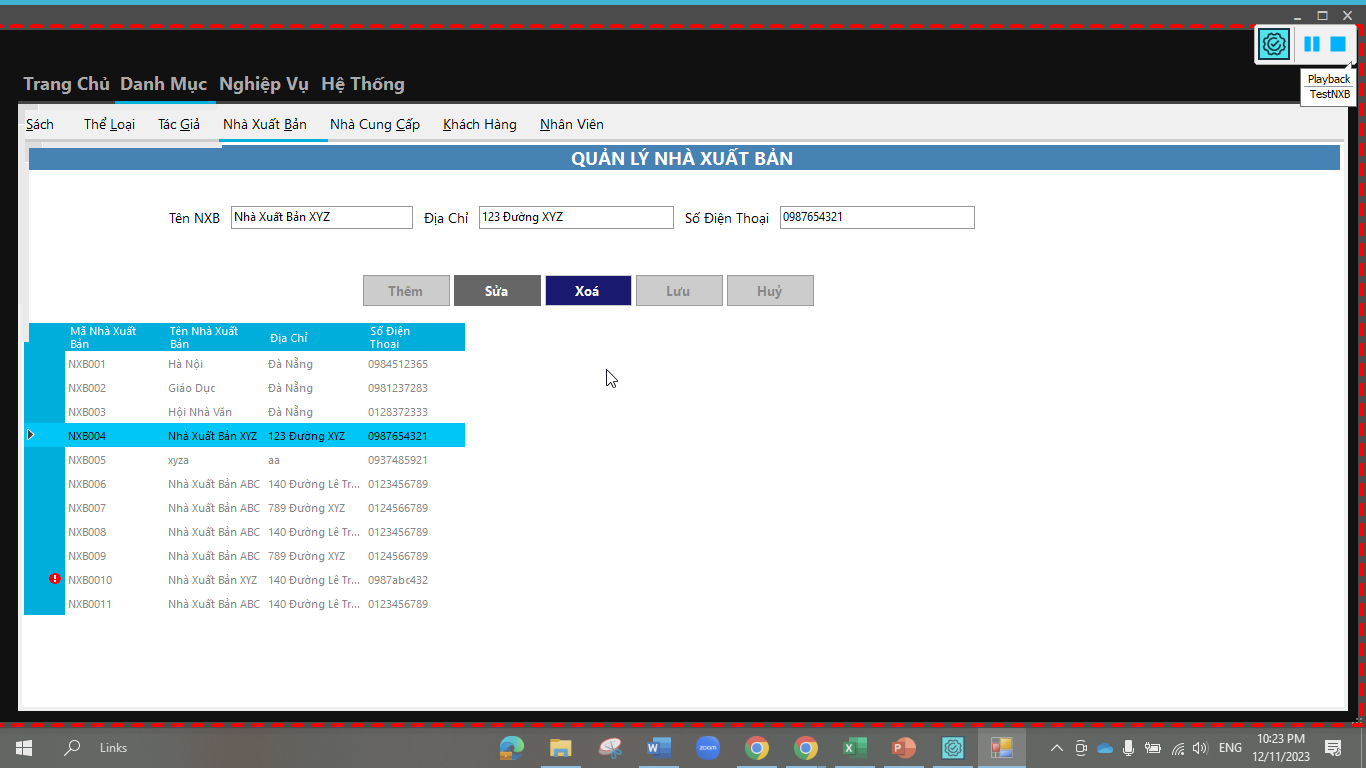 Playback
TestNXB
Trang Chủ Danh Mục Nghiệp Vụ Hệ Thống
Sách Thể Loại Tác Giả Nhà Xuất Bản Nhà Cung Cấp Khách Hàng Nhân Viên
QUẢN LÝ NHÀ XUẤT BẢN
Tên NXB Nhà Xuất Bản XYZ Địa Chỉ 123 Đường XYZ Số Điện Thoại 0987654321
Thêm Sửa Xoá Lưu Huỷ
Mã Nhà Xuất Bản Tên Nhà Xuất Bản Địa Chỉ Số Điện Thoại
NXB001 Hà Nội Đà Nẵng 0984512365
NXB002 Giáo Dục Đà Nẵng 0981237283
NXB003 Hội Nhà Văn Đà Nẵng 0128372333
NXB004 Nhà Xuất Bản XYZ 123 Đường XYZ 0987654321
NXB005 xyza aa 0937485921
NXB006 Nhà Xuất Bản ABC 140 Đường Lê Tr... 0123456789
NXB007 Nhà Xuất Bản ABC 789 Đường XYZ 0124566789
NXB008 Nhà Xuất Bản ABC 140 Đường Lê Tr... 0123456789
NXB009 Nhà Xuất Bản ABC 789 Đường XYZ 0124566789
NXB0010 Nhà Xuất Bản XYZ 140 Đường Lê Tr... 0987abc432
NXB0011 Nhà Xuất Bản ABC 140 Đường Lê Tr... 0123456789
Links zoom ENG 10:23 PM
12/11/2023